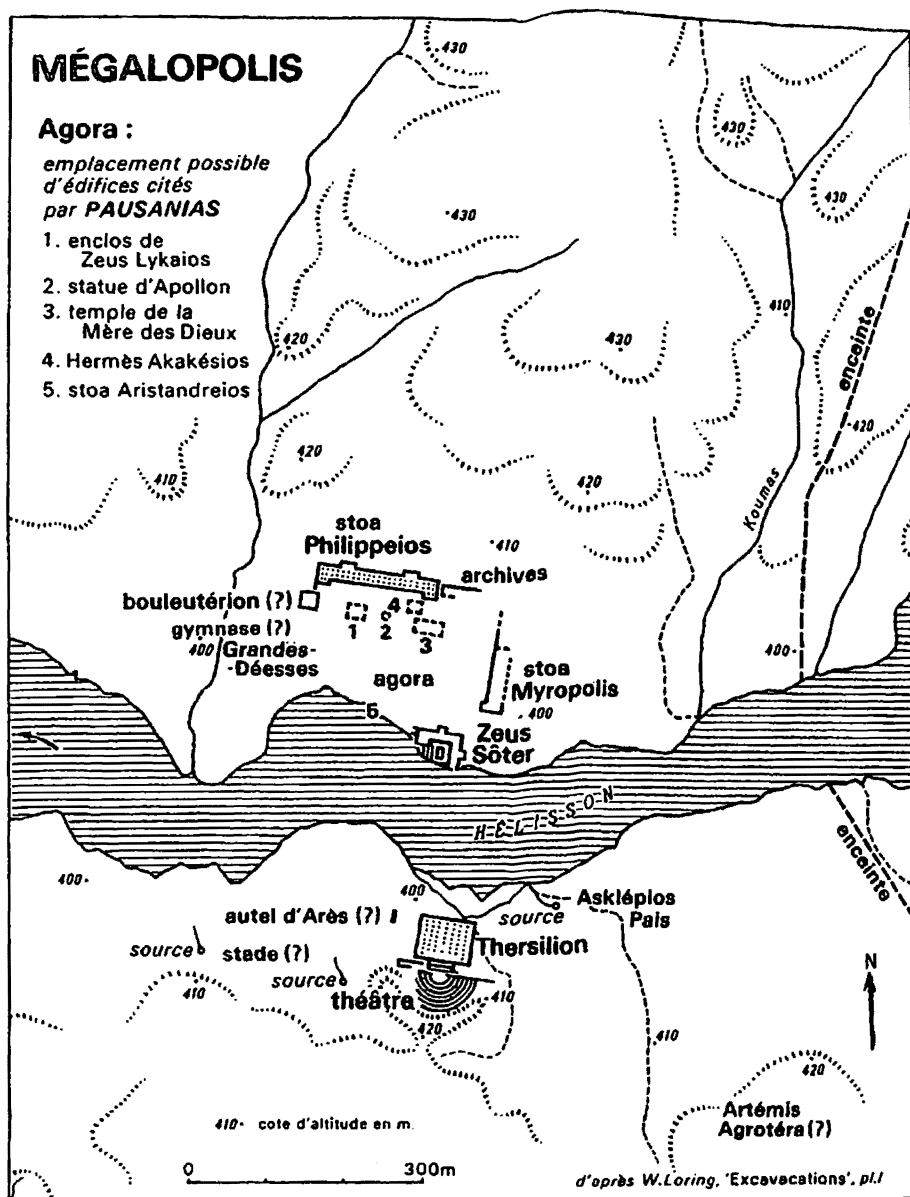 MÉGALOPOLIS
Agora :
emplacement possible
d'édifices cités
par PAUSANIAS
1. enclos de
Zeus Lykaios
2. statue d'Apollon
3. temple de la
Mère des Dieux
4. Hermès Akakésios
5. stoa Aristandreios
430
430
430
430
430
410
420
enceinte
420
420
410
420
Koumas
stoa
Philippeios
410
archives
bouleutérion (?)
4
gymnase (?)
1
2
3
400
Grandes-
-Déesses
400
agora
stoa
Myropolis
5
400
Zeus
Sôter
HÉLISSON
enceinte
400
400
Asklépios
Pais
autel d'Arès (?)
source
Thersilion
source
stade (?)
source
410
théâtre
410
420
410
420
Artémis
Agrotéra (?)
N
410 cote d'altitude en m.
0 300m
d'après W.Loring, 'Excavacations', pl.I